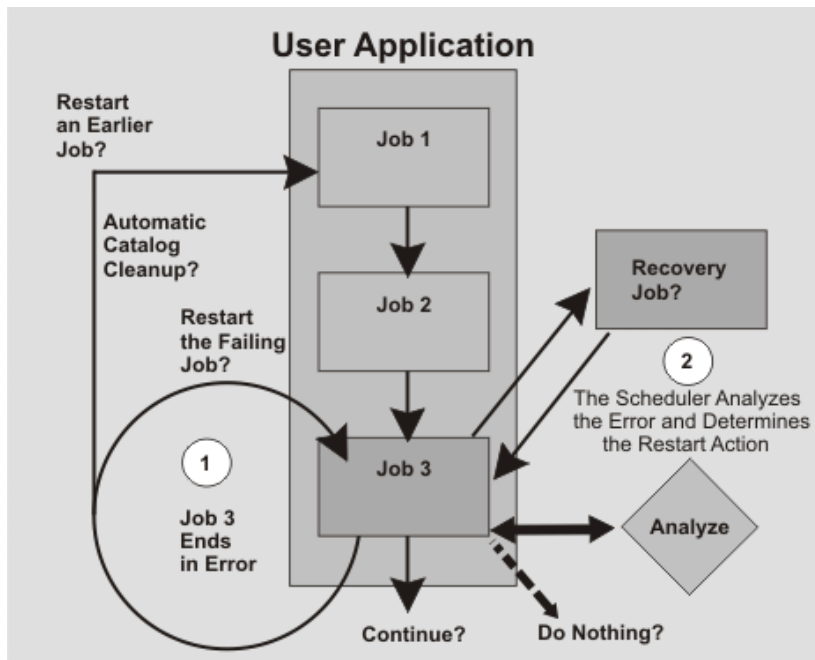 User Application
Restart
an Earlier
Job?
Job 1
Automatic
Catalog
Cleanup?
Recovery
Job?
Job 2
Restart
the Failing
Job?
2
The Scheduler Analyzes
the Error and Determines
the Restart Action
1
Job 3
Job 3
Ends
in Error
Analyze
Continue?
Do Nothing?